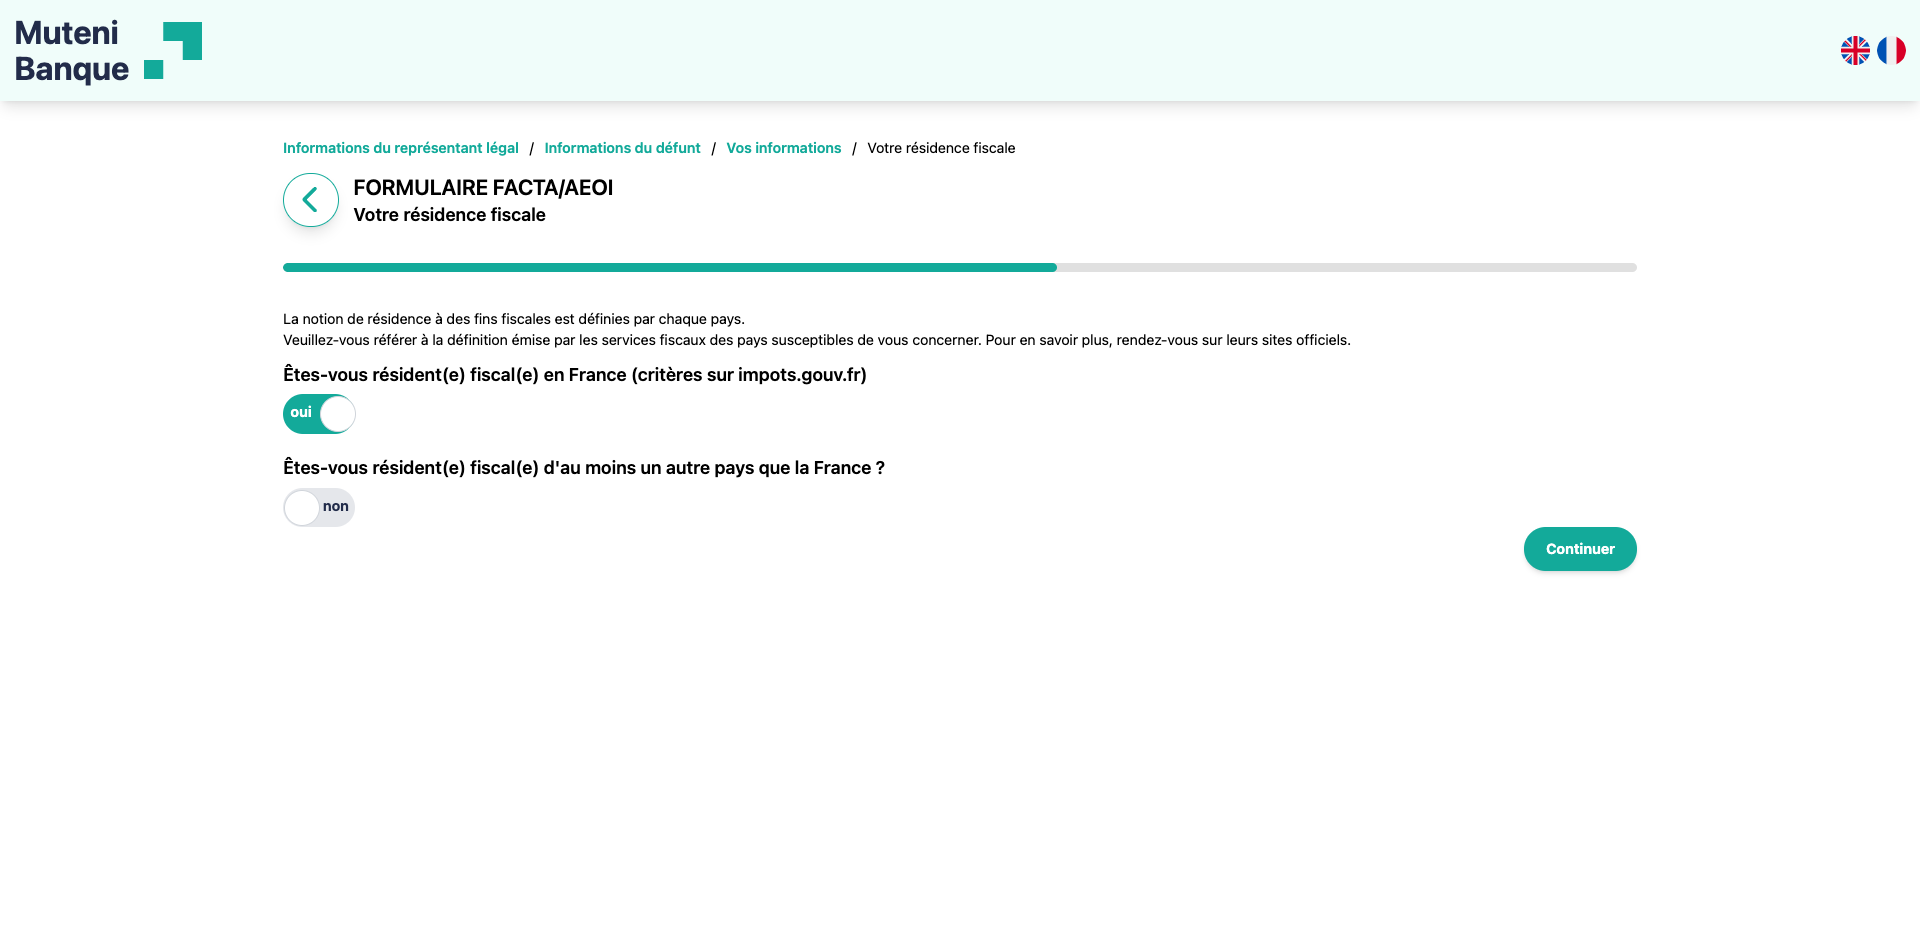 Muteni
Banque
Informations du représentant légal / Informations du défunt / Vos informations / Votre résidence fiscale
FORMULAIRE FACTA/AEOI
Votre résidence fiscale
La notion de résidence à des fins fiscales est définies par chaque pays.
Veuillez-vous référer à la définition émise par les services fiscaux des pays susceptibles de vous concerner. Pour en savoir plus, rendez-vous sur leurs sites officiels.
Êtes-vous résident(e) fiscal(e) en France (critères sur impots.gouv.fr)
oui
Êtes-vous résident(e) fiscal(e) d'au moins un autre pays que la France ?
non
Continuer